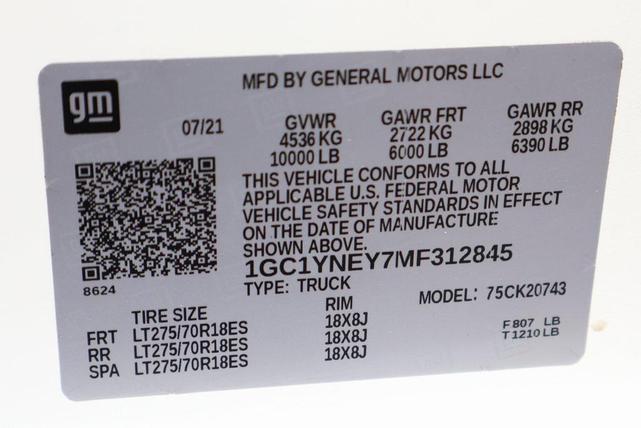 gm
MFD BY GENERAL MOTORS LLC
07/21
GVWR GAWR FRT GAWR RR
4536 KG 2722 KG 2898 KG
10000 LB 6000 LB 6390 LB
THIS VEHICLE CONFORMS TO ALL
APPLICABLE U.S. FEDERAL MOTOR
VEHICLE SAFETY STANDARDS IN EFFECT
ON THE DATE OF MANUFACTURE
SHOWN ABOVE.
1GC1YNEY7MF312845
8624
TYPE: TRUCK MODEL: 75CK20743
TIRE SIZE RIM
FRT LT275/70R18ES 18X8J
RR LT275/70R18ES 18X8J
SPA LT275/70R18ES 18X8J
F 807 LB
T 1210 LB